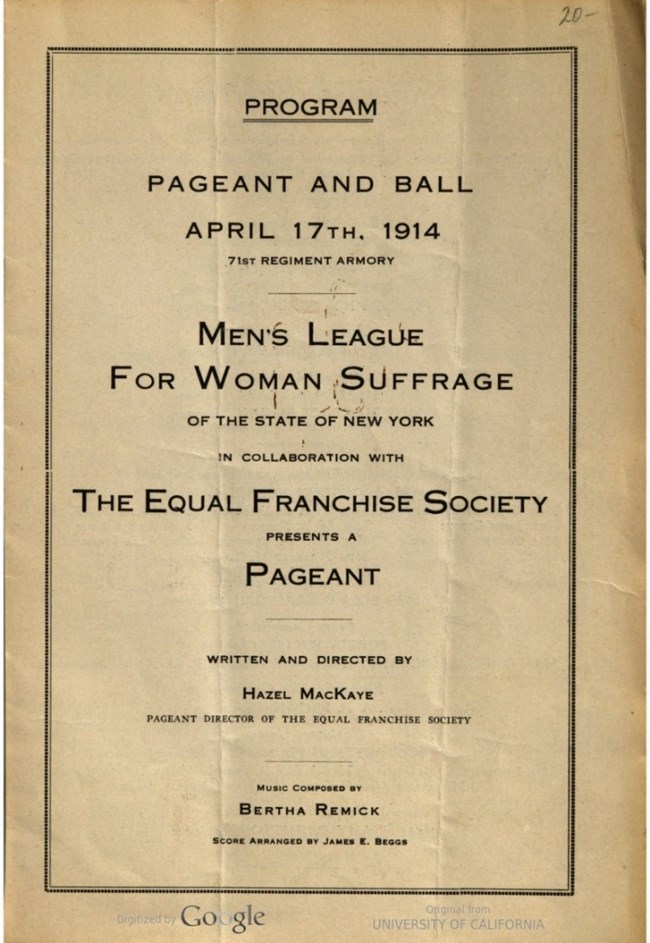 20-
PROGRAM
PAGEANT AND BALL
APRIL 17TH, 1914
71ST REGIMENT ARMORY
MEN'S LEAGUE
FOR WOMAN SUFFRAGE
OF THE STATE OF NEW YORK
IN COLLABORATION WITH
THE EQUAL FRANCHISE SOCIETY
PRESENTS A
PAGEANT
WRITTEN AND DIRECTED BY
HAZEL MACKAYE
PAGEANT DIRECTOR OF THE EQUAL FRANCHISE SOCIETY
MUSIC COMPOSED BY
BERTHA REMICK
SCORE ARRANGED BY JAMES E. BEGGS
Digitized by Google
Original from
UNIVERSITY OF CALIFORNIA